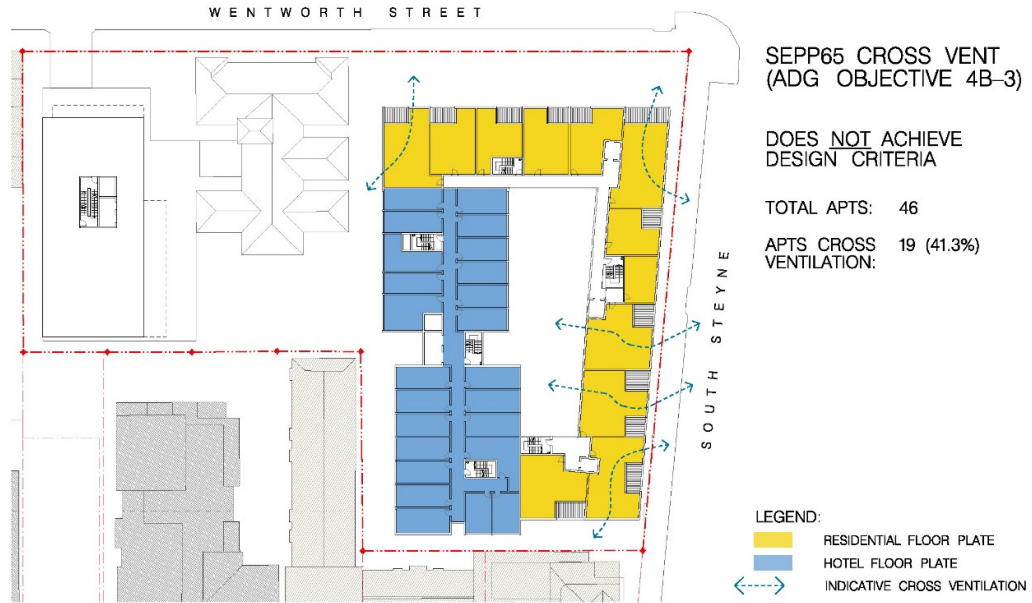 WENTWORTH STREET
SEPP65 CROSS VENT
(ADG OBJECTIVE 4B-3)
DOES NOT ACHIEVE
DESIGN CRITERIA
TOTAL APTS: 46
APTS CROSS 19 (41.3%)
VENTILATION:
SOUTH STEYNE
LEGEND:
RESIDENTIAL FLOOR PLATE
HOTEL FLOOR PLATE
INDICATIVE CROSS VENTILATION